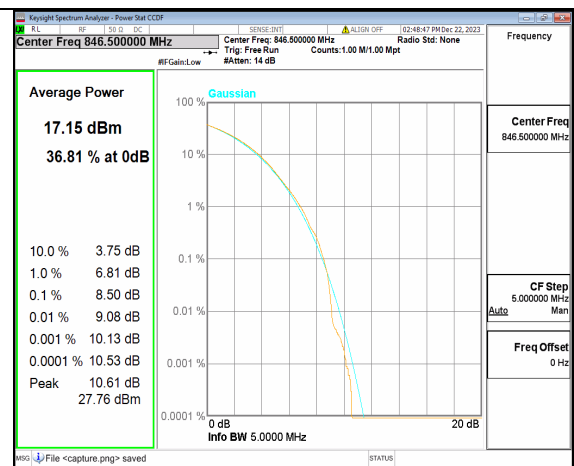 Keysight Spectrum Analyzer - Power Stat CCDF
RL RF 50 Ω DC SENSE:INT ALIGN OFF 02:48:47 PM Dec 22, 2023
Center Freq 846.500000 MHz
Center Freq: 846.500000 MHz Radio Std: None
Trig: Free Run Counts:1.00 M/1.00 Mpt
#IFGain:Low #Atten: 14 dB
Frequency
Average Power
17.15 dBm
36.81 % at 0dB
10.0 % 3.75 dB
1.0 % 6.81 dB
0.1 % 8.50 dB
0.01 % 9.08 dB
0.001 % 10.13 dB
0.0001 % 10.53 dB
Peak 10.61 dB
27.76 dBm
Gaussian
100 %
10 %
1 %
0.1 %
0.01 %
0.001 %
0.0001 %
0 dB 20 dB
Info BW 5.0000 MHz
Center Freq
846.500000 MHz
CF Step
5.000000 MHz
Auto Man
Freq Offset
0 Hz
MSG File <capture.png> saved STATUS